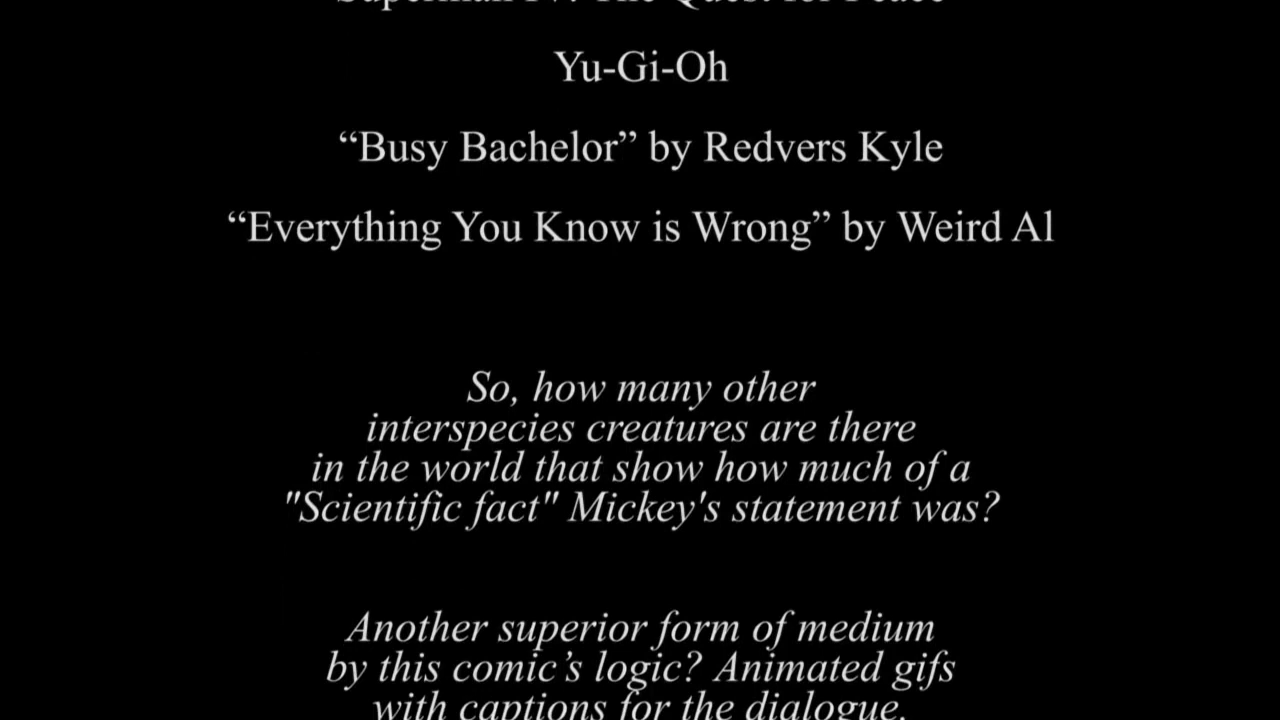 Superman IV: The Quest for Peace
Yu-Gi-Oh
“Busy Bachelor” by Redvers Kyle
“Everything You Know is Wrong” by Weird Al
So, how many other
interspecies creatures are there
in the world that show how much of a
"Scientific fact" Mickey's statement was?
Another superior form of medium
by this comic’s logic? Animated gifs
with captions for the dialogue.